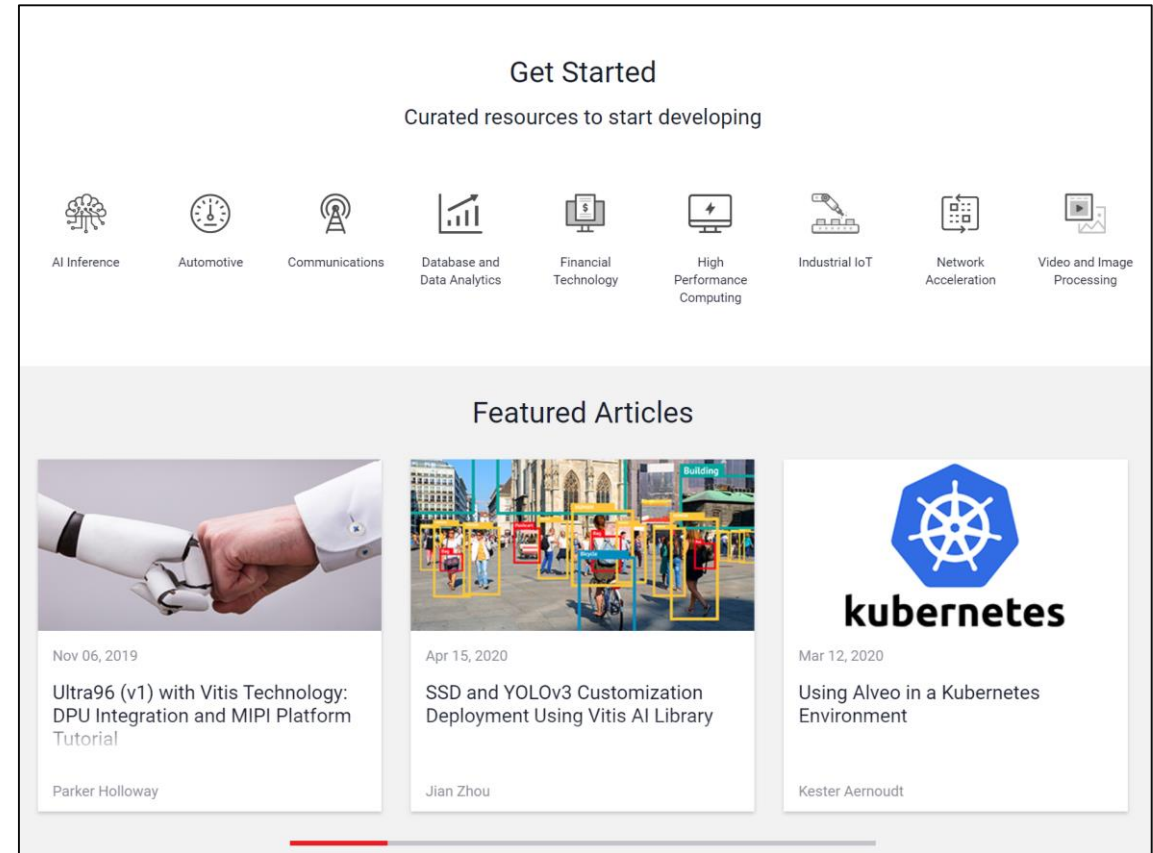 Get Started
Curated resources to start developing
AI Inference
Automotive
Communications
Database and
Data Analytics
Financial
Technology
High
Performance
Computing
Industrial IoT
Network
Acceleration
Video and Image
Processing
Featured Articles
Building
Bicycle
kubernetes
Nov 06, 2019
Ultra96 (v1) with Vitis Technology:
DPU Integration and MIPI Platform
Tutorial
Parker Holloway
Apr 15, 2020
SSD and YOLOv3 Customization
Deployment Using Vitis AI Library
Jian Zhou
Mar 12, 2020
Using Alveo in a Kubernetes
Environment
Kester Aernoudt